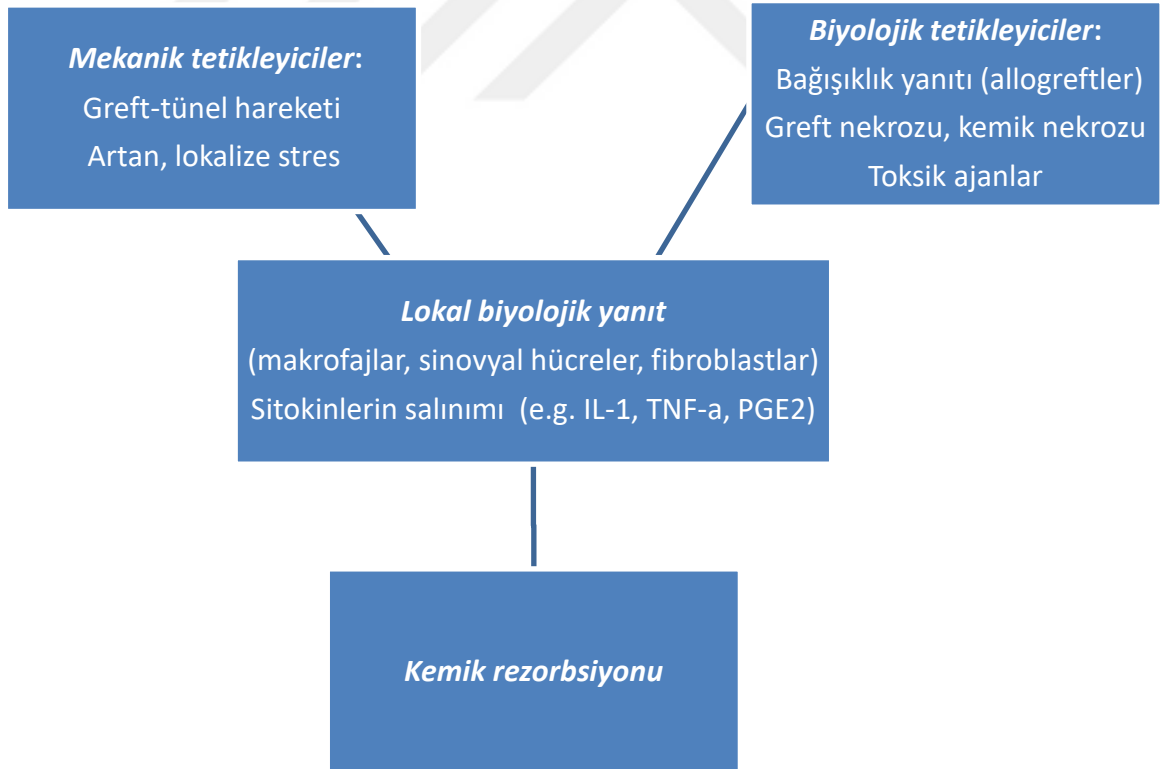 Mekanik tetikleyiciler:
Greft-tünel hareketi
Artan, lokalize stres
Biyolojik tetikleyiciler:
Bağışıklık yanıtı (allogreftler)
Greft nekrozu, kemik nekrozu
Toksik ajanlar
Lokal biyolojik yanıt
(makrofajlar, sinovyal hücreler, fibroblastlar)
Sitokinlerin salınımı (e.g. IL-1, TNF-a, PGE2)
Kemik rezorbsiyonu